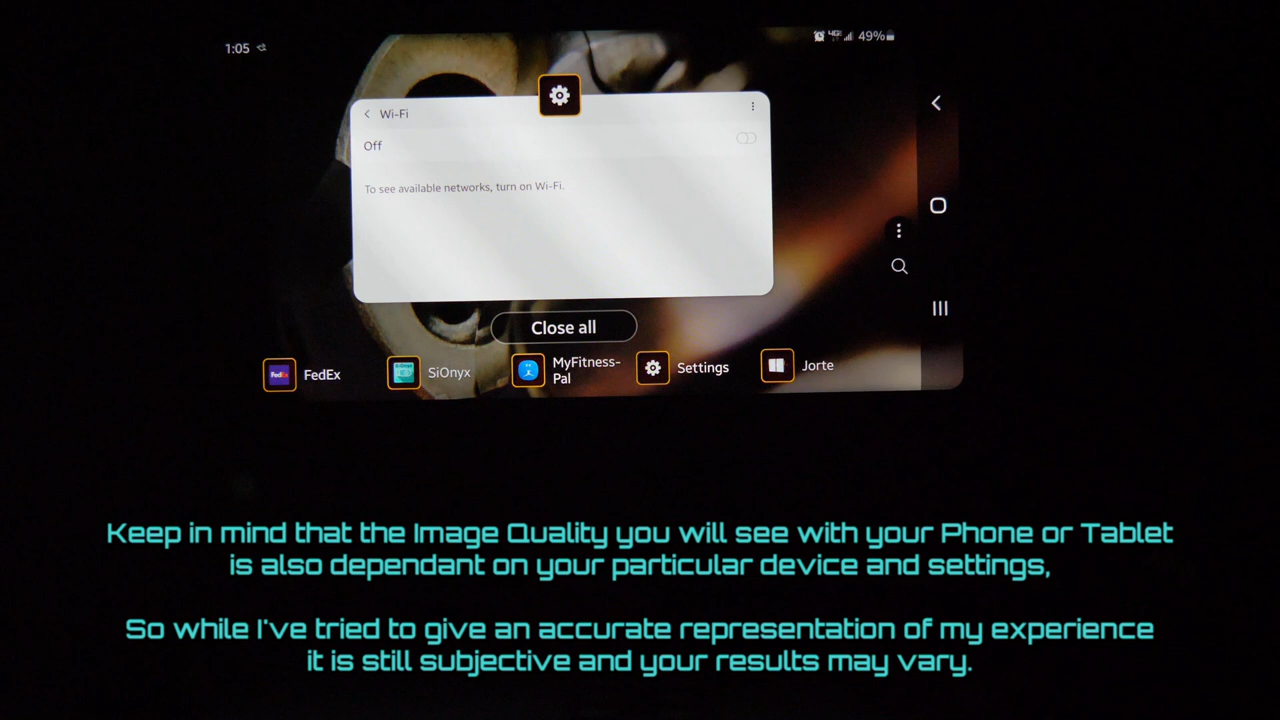 1:05
49%
Wi-Fi
Off
To see available networks, turn on Wi-Fi.
Close all
FedEx
FedEx
SiOnyx
SiOnyx
MyFitness-
Pal
Settings
Jorte
Keep in mind that the Image Quality you will see with your Phone or Tablet
is also dependant on your particular device and settings,
So while I've tried to give an accurate representation of my experience
it is still subjective and your results may vary.